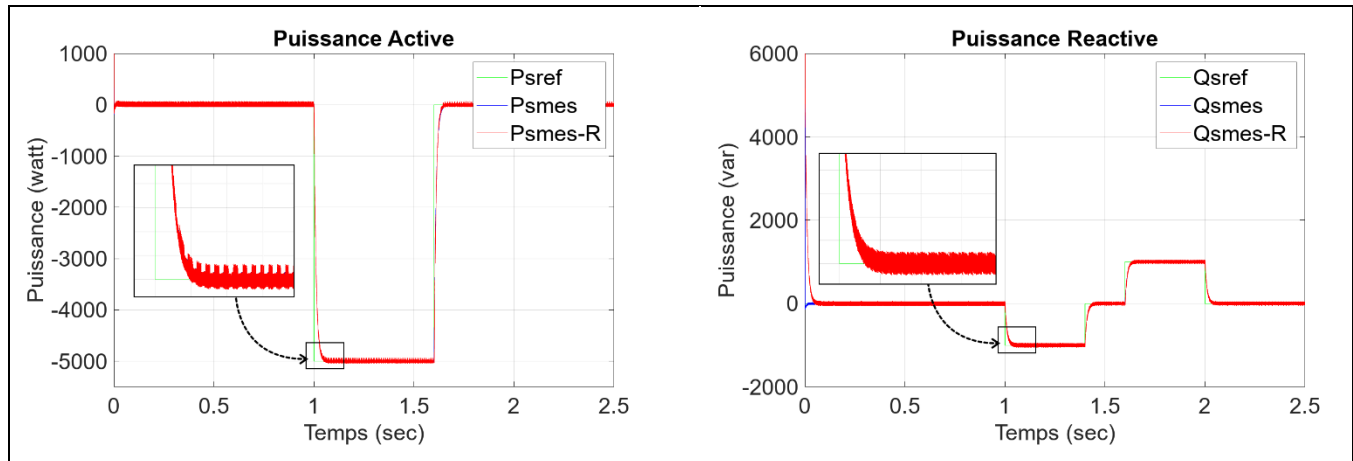 Puissance Active
Puissance (watt)
1000
0
-1000
-2000
-3000
-4000
-5000
Psref
Psmes
Psmes-R
0
0.5
1
1.5
2
2.5
Temps (sec)
Puissance Reactive
Puissance (var)
6000
4000
2000
0
-2000
Qsref
Qsmes
Qsmes-R
0
0.5
1
1.5
2
2.5
Temps (sec)